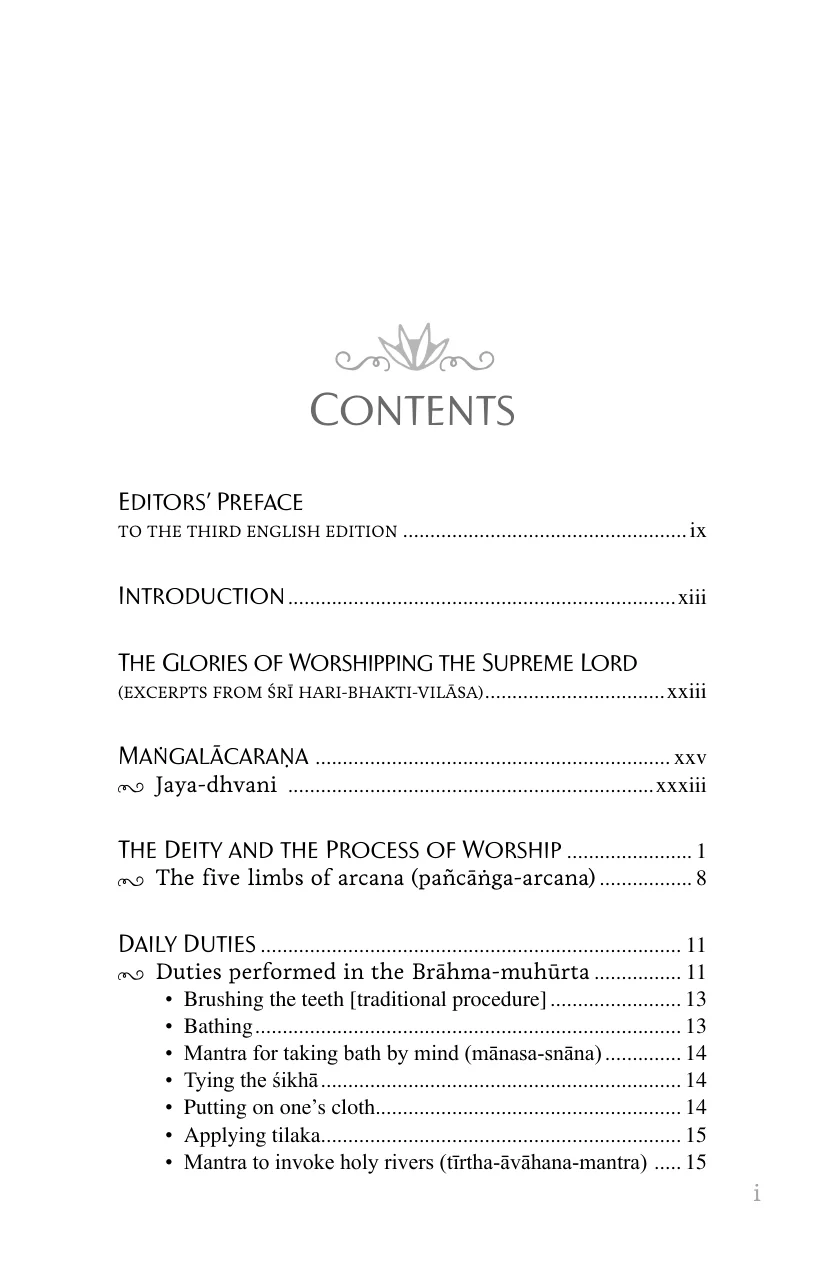 CONTENTS
EDITORS’ PREFACE
TO THE THIRD ENGLISH EDITION .................................................... ix
INTRODUCTION ....................................................................... xiii
THE GLORIES OF WORSHIPPING THE SUPREME LORD
(EXCERPTS FROM ŚRĪ HARI-BHAKTI-VILĀSA) ................................. xxiii
MAṄGALĀCARAṆA ................................................................. xxv
Jaya-dhvani ................................................................... xxxiii
THE DEITY AND THE PROCESS OF WORSHIP ....................... 1
The five limbs of arcana (pañcāṅga-arcana) ................. 8
DAILY DUTIES ............................................................................. 11
Duties performed in the Brāhma-muhūrta ................ 11
• Brushing the teeth [traditional procedure] ........................ 13
• Bathing .............................................................................. 13
• Mantra for taking bath by mind (mānasa-snāna) .............. 14
• Tying the śikhā .................................................................. 14
• Putting on one’s cloth ........................................................ 14
• Applying tilaka .................................................................. 15
• Mantra to invoke holy rivers (tīrtha-āvāhana-mantra) ..... 15
i